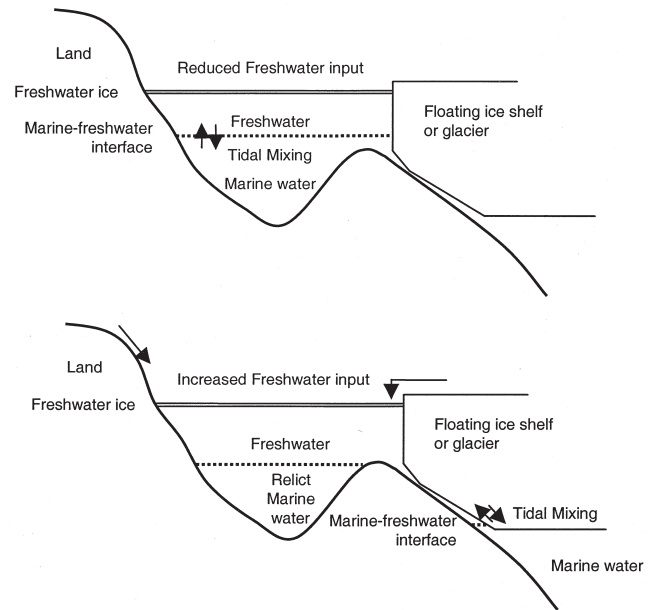 Land
Reduced Freshwater input
Freshwater ice
Floating ice shelf
or glacier
Freshwater
Marine-freshwater
interface
Tidal Mixing
Marine water
Land
Increased Freshwater input
Freshwater ice
Floating ice shelf
or glacier
Freshwater
Relict
Marine
water
Marine-freshwater
interface
Tidal Mixing
Marine water